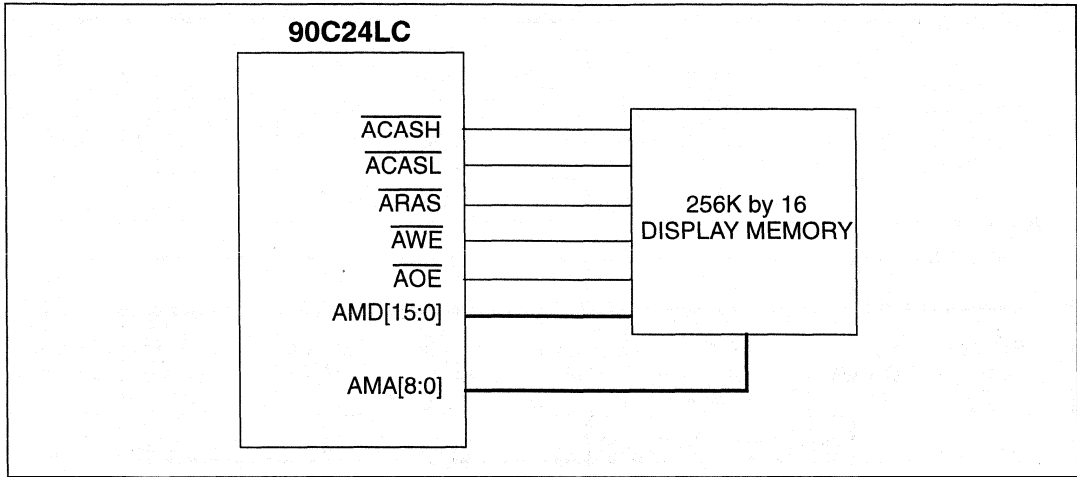 90C24LC
ACASH
ACASL
ARAS
AWE
AOE
AMD[15:0]
AMA[8:0]
256K by 16
DISPLAY MEMORY